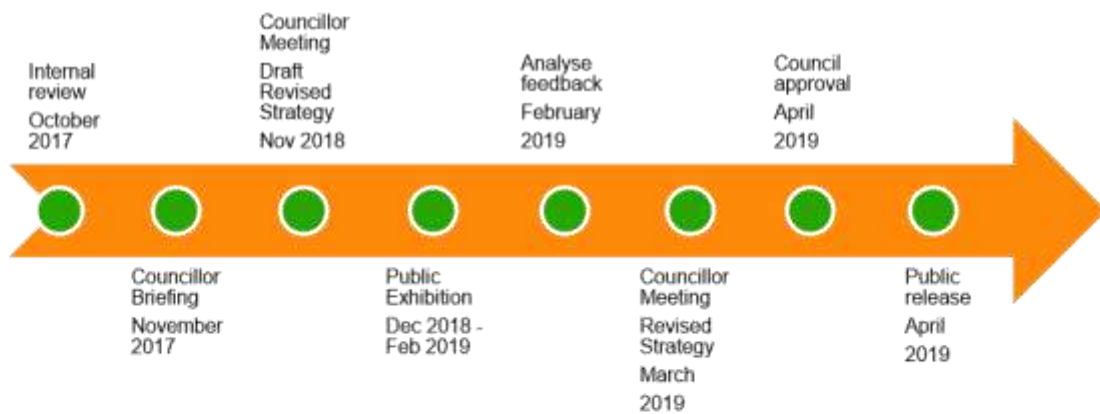 Internal
review
October
2017
Councillor
Briefing
November
2017
Councillor
Meeting
Draft
Revised
Strategy
Nov 2018
Public
Exhibition
Dec 2018 -
Feb 2019
Analyse
feedback
February
2019
Councillor
Meeting
Revised
Strategy
March
2019
Council
approval
April
2019
Public
release
April
2019